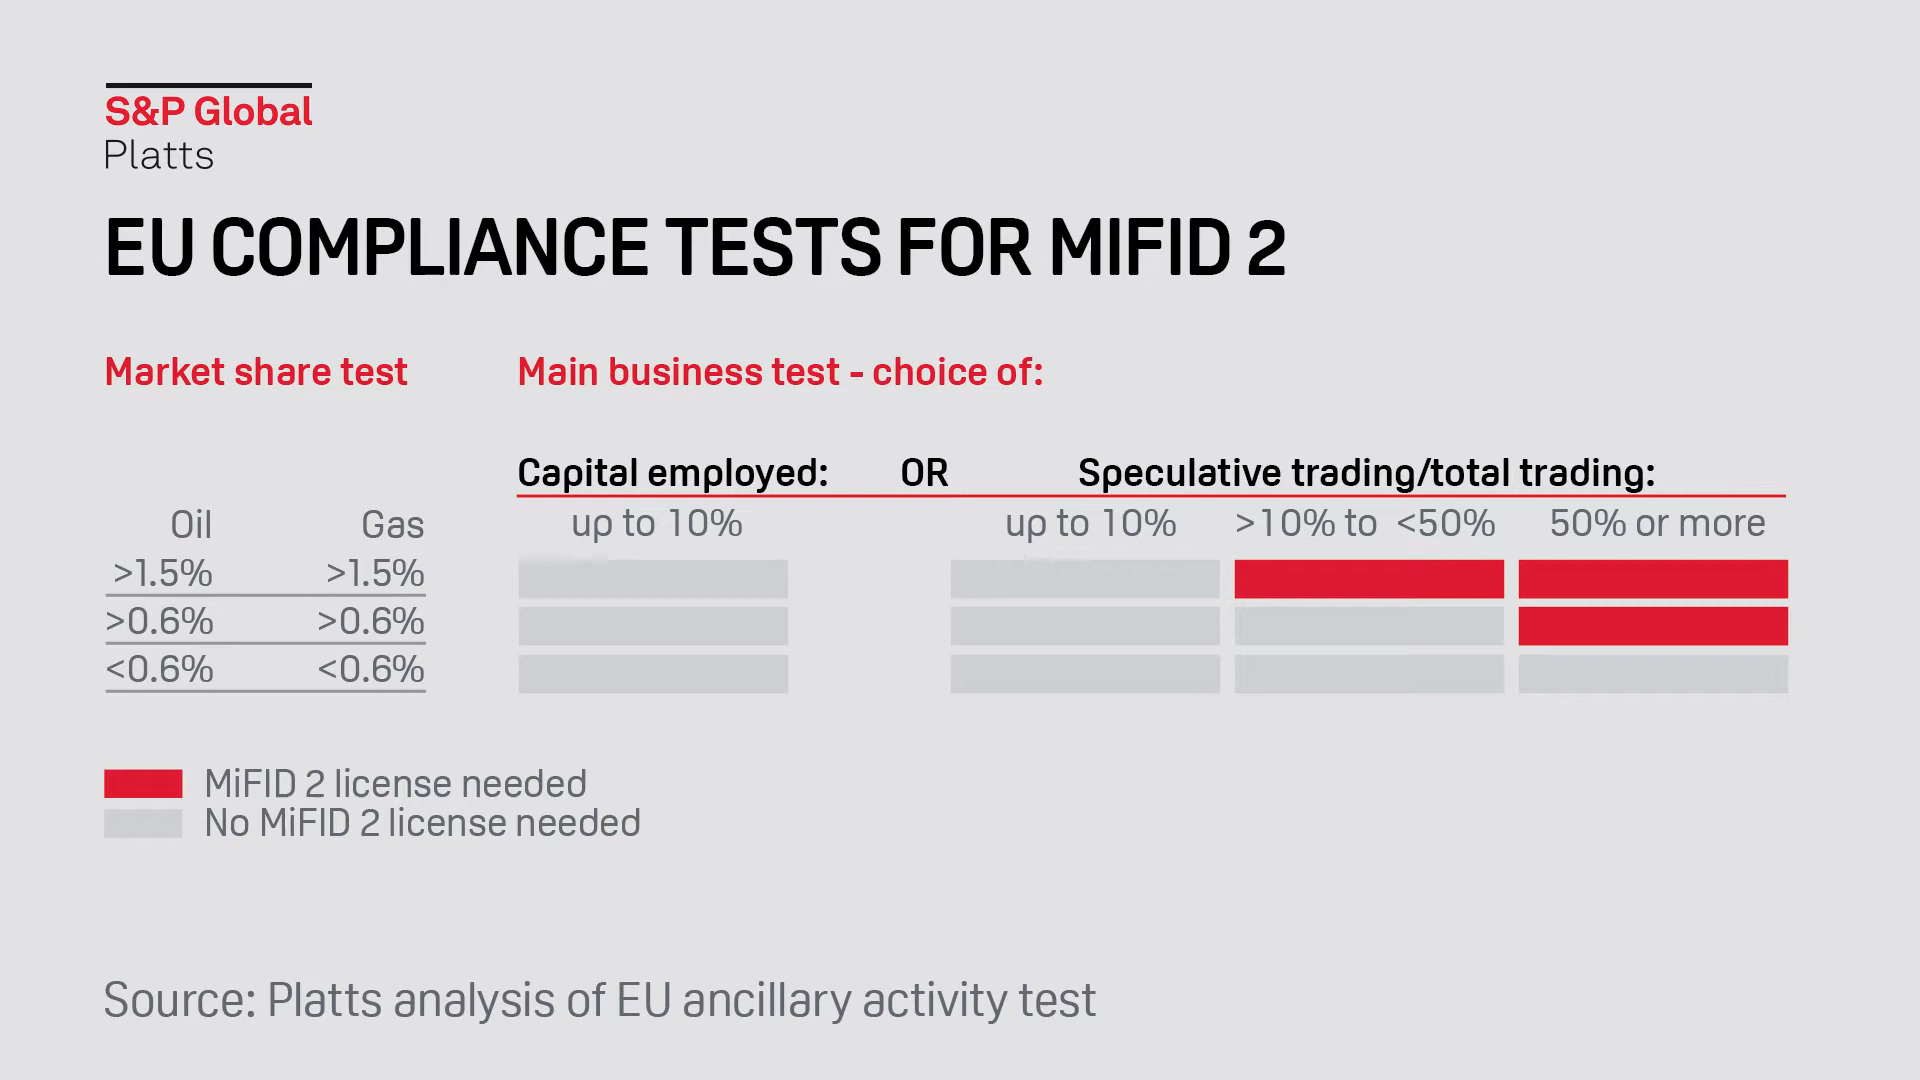 S&P Global
Platts
EU COMPLIANCE TESTS FOR MIFID 2
Market share test Main business test - choice of:
Capital employed: OR Speculative trading/total trading:
Oil Gas up to 10% up to 10% >10% to <50% 50% or more
>1.5% >1.5%
>0.6% >0.6%
<0.6% <0.6%
MiFID 2 license needed
No MiFID 2 license needed
Source: Platts analysis of EU ancillary activity test